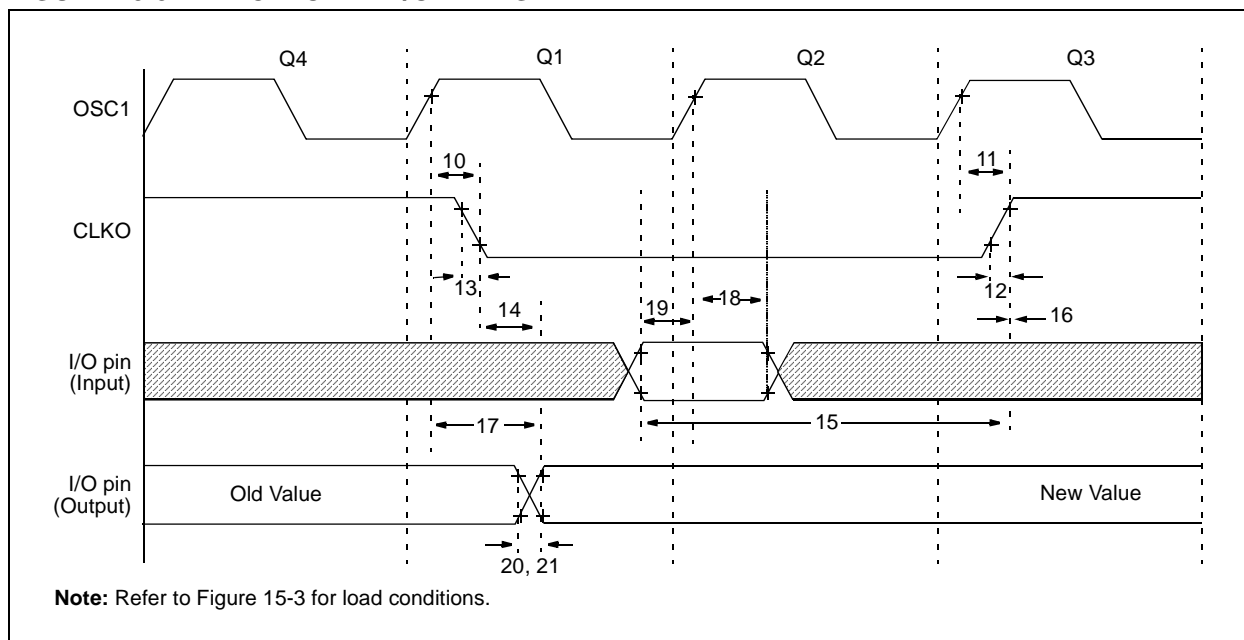 Q4 Q1 Q2 Q3
OSC1
10 11
CLKO
13 12
14 19 18 16
I/O pin
(Input)
17 15
I/O pin
(Output)
Old Value New Value
20, 21
Note: Refer to Figure 15-3 for load conditions.